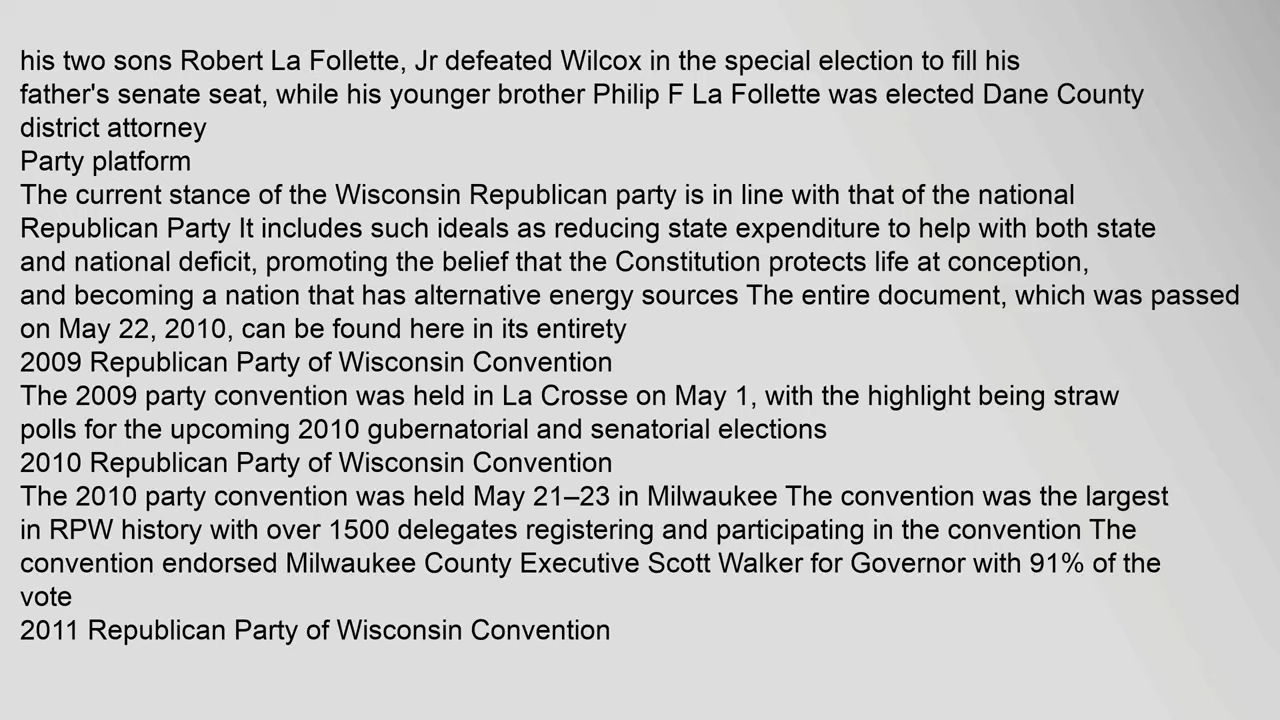 his two sons Robert La Follette, Jr defeated Wilcox in the special election to fill his
father's senate seat, while his younger brother Philip F La Follette was elected Dane County
district attorney
Party platform
The current stance of the Wisconsin Republican party is in line with that of the national
Republican Party It includes such ideals as reducing state expenditure to help with both state
and national deficit, promoting the belief that the Constitution protects life at conception,
and becoming a nation that has alternative energy sources The entire document, which was passed
on May 22, 2010, can be found here in its entirety
2009 Republican Party of Wisconsin Convention
The 2009 party convention was held in La Crosse on May 1, with the highlight being straw
polls for the upcoming 2010 gubernatorial and senatorial elections
2010 Republican Party of Wisconsin Convention
The 2010 party convention was held May 21–23 in Milwaukee The convention was the largest
in RPW history with over 1500 delegates registering and participating in the convention The
convention endorsed Milwaukee County Executive Scott Walker for Governor with 91% of the
vote
2011 Republican Party of Wisconsin Convention